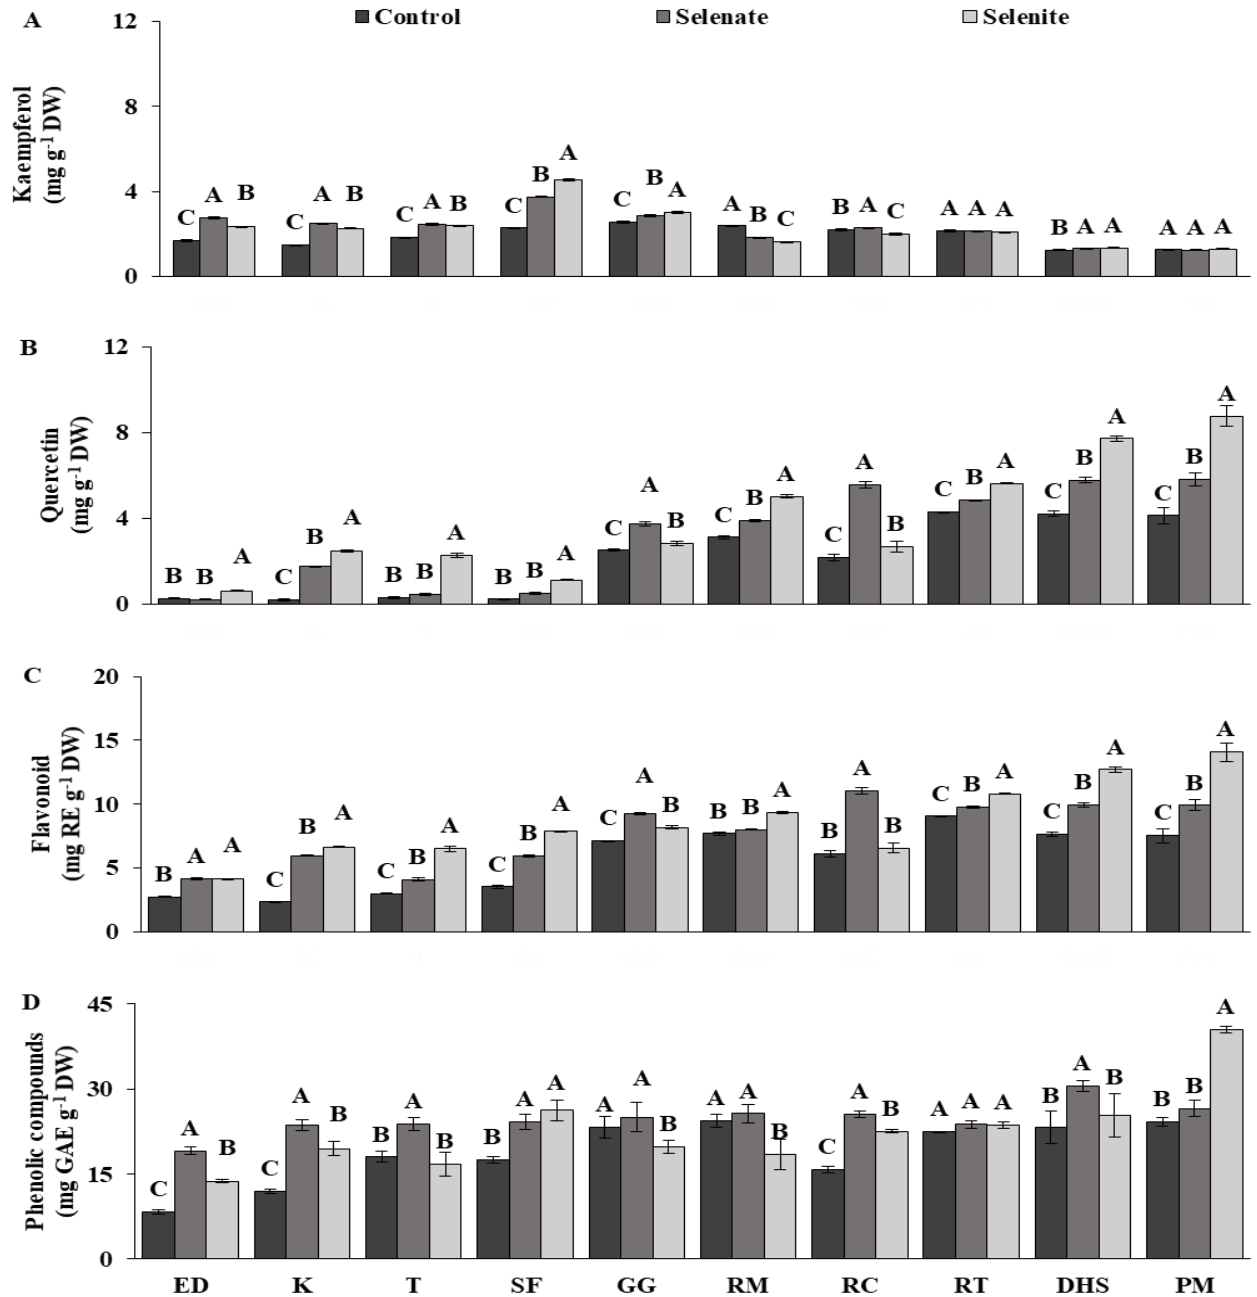 A
12
Control
Selenate
Selenite
Kaempferol
(mg g-1 DW)
8
4
0
C A B
C A B
C A B
C B A
C B A
A B C
B A C
A A A
B A A
A A A
B
12
Quercetin
(mg g-1 DW)
8
4
0
B B A
C B A
B B A
B B A
C A B
C B A
C A B
C B A
C B A
C B A
C
20
Flavonoid
(mg RE g-1 DW)
15
10
5
0
B A A
C B A
C B A
C B A
C A B
B B A
B A B
C B A
C B A
C B A
D
45
Phenolic compounds
(mg GAE g-1 DW)
30
15
0
C A B
C A B
B A B
B A A
A A B
A A B
C A B
A A A
B A B
B B A
ED K T SF GG RM RC RT DHS PM